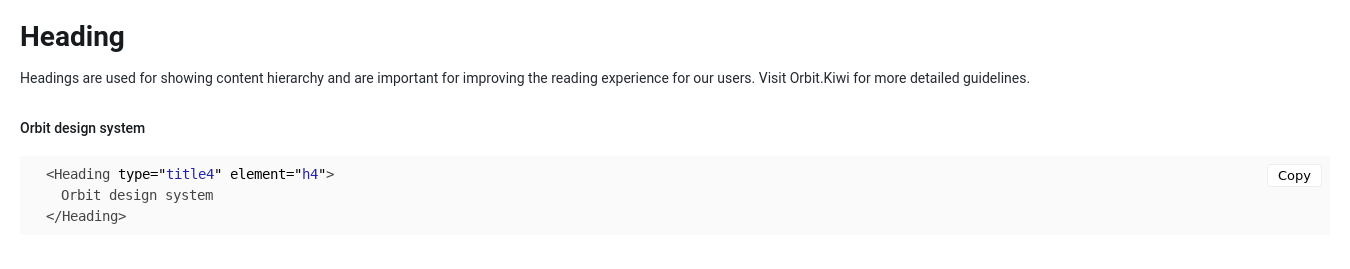 Heading
Headings are used for showing content hierarchy and are important for improving the reading experience for our users. Visit Orbit.Kiwi for more detailed guidelines.
Orbit design system
<Heading type="title4" element="h4">
Orbit design system
</Heading>
Copy